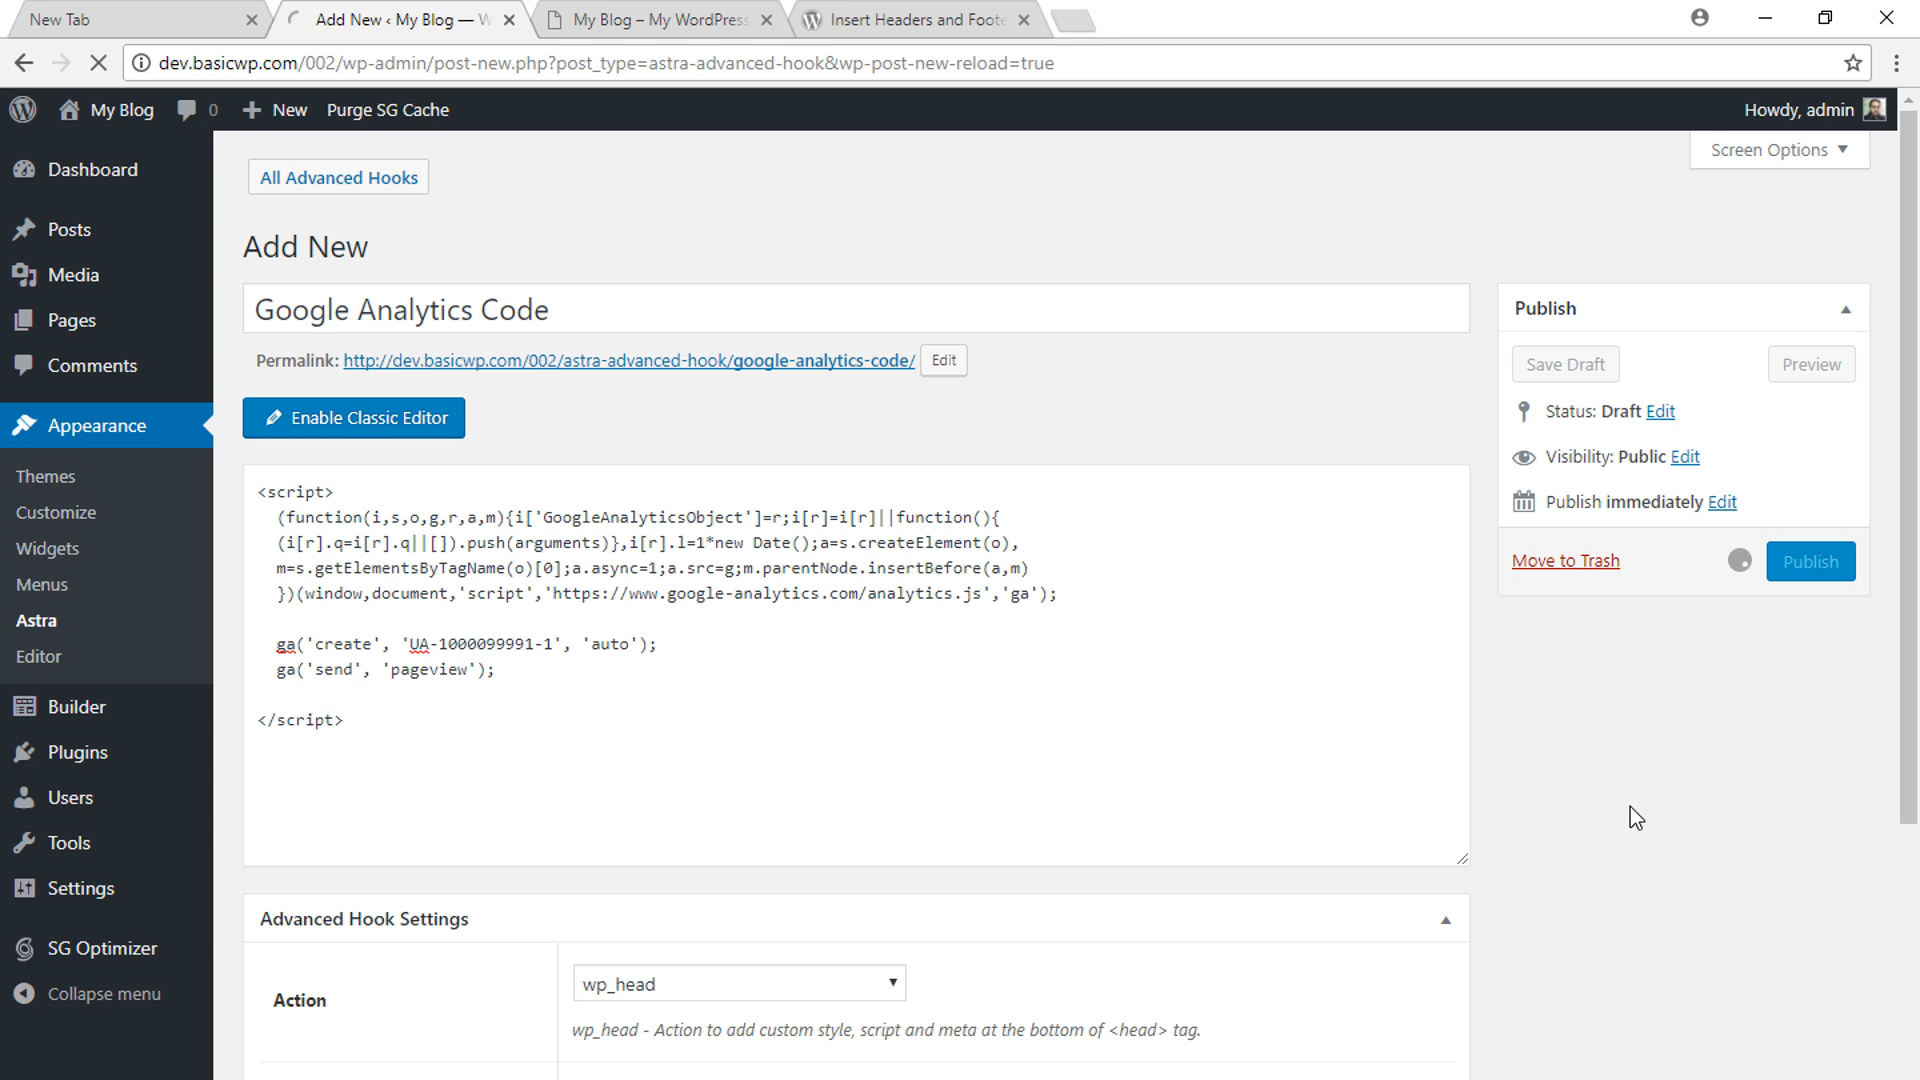 New Tab
Add New ‹ My Blog — W
My Blog – My WordPress
Insert Headers and Foote
dev.basicwp.com/002/wp-admin/post-new.php?post_type=astra-advanced-hook&wp-post-new-reload=true
My Blog
0
New
Purge SG Cache
Howdy, admin
Screen Options
Dashboard
Posts
Media
Pages
Comments
Appearance
Themes
Customize
Widgets
Menus
Astra
Editor
Builder
Plugins
Users
Tools
Settings
SG Optimizer
Collapse menu
All Advanced Hooks
Add New
Google Analytics Code
Permalink: http://dev.basicwp.com/002/astra-advanced-hook/google-analytics-code/ Edit
Enable Classic Editor
<script>
(function(i,s,o,g,r,a,m){i['GoogleAnalyticsObject']=r;i[r]=i[r]||function(){
(i[r].q=i[r].q||[]).push(arguments)},i[r].l=1*new Date();a=s.createElement(o),
m=s.getElementsByTagName(o)[0];a.async=1;a.src=g;m.parentNode.insertBefore(a,m)
})(window,document,'script','https://www.google-analytics.com/analytics.js','ga');
ga('create', 'UA-1000099991-1', 'auto');
ga('send', 'pageview');
</script>
Advanced Hook Settings
Action
wp_head
wp_head - Action to add custom style, script and meta at the bottom of <head> tag.
Publish
Save Draft
Preview
Status: Draft Edit
Visibility: Public Edit
Publish immediately Edit
Move to Trash
Publish